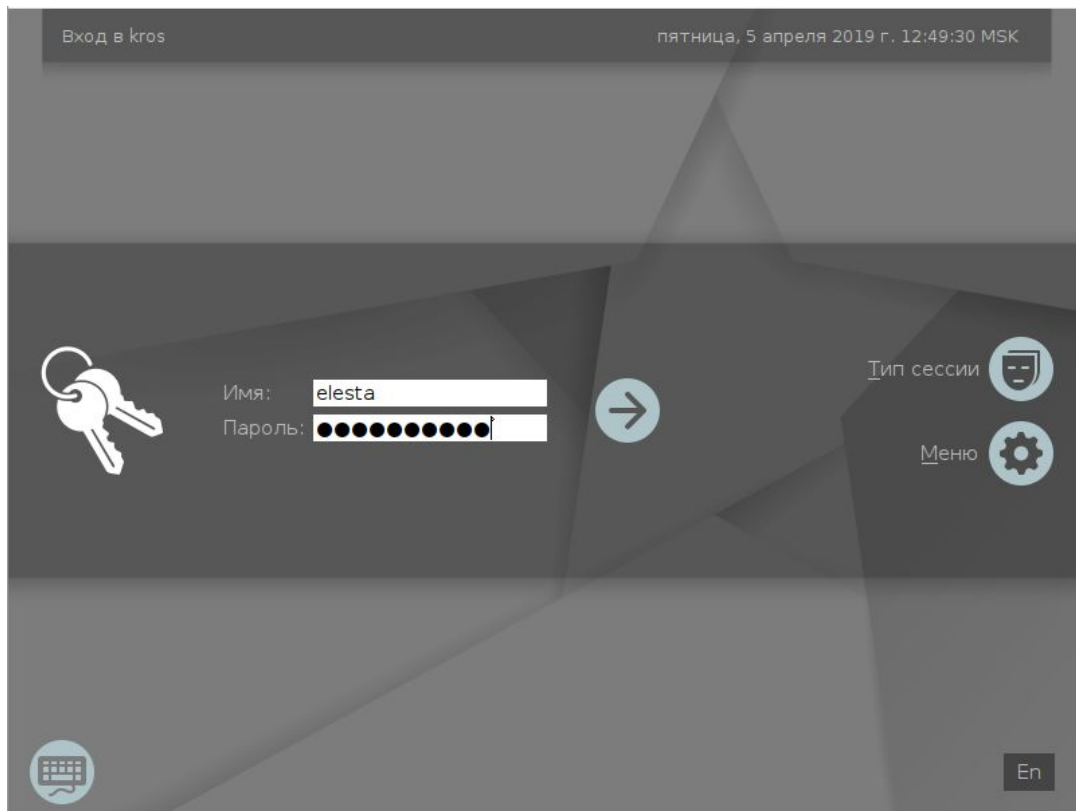 Вход в kros
пятница, 5 апреля 2019 г. 12:49:30 MSK
Имя: elesta
Пароль: ●●●●●●●●●●
Тип сессии
Меню
En